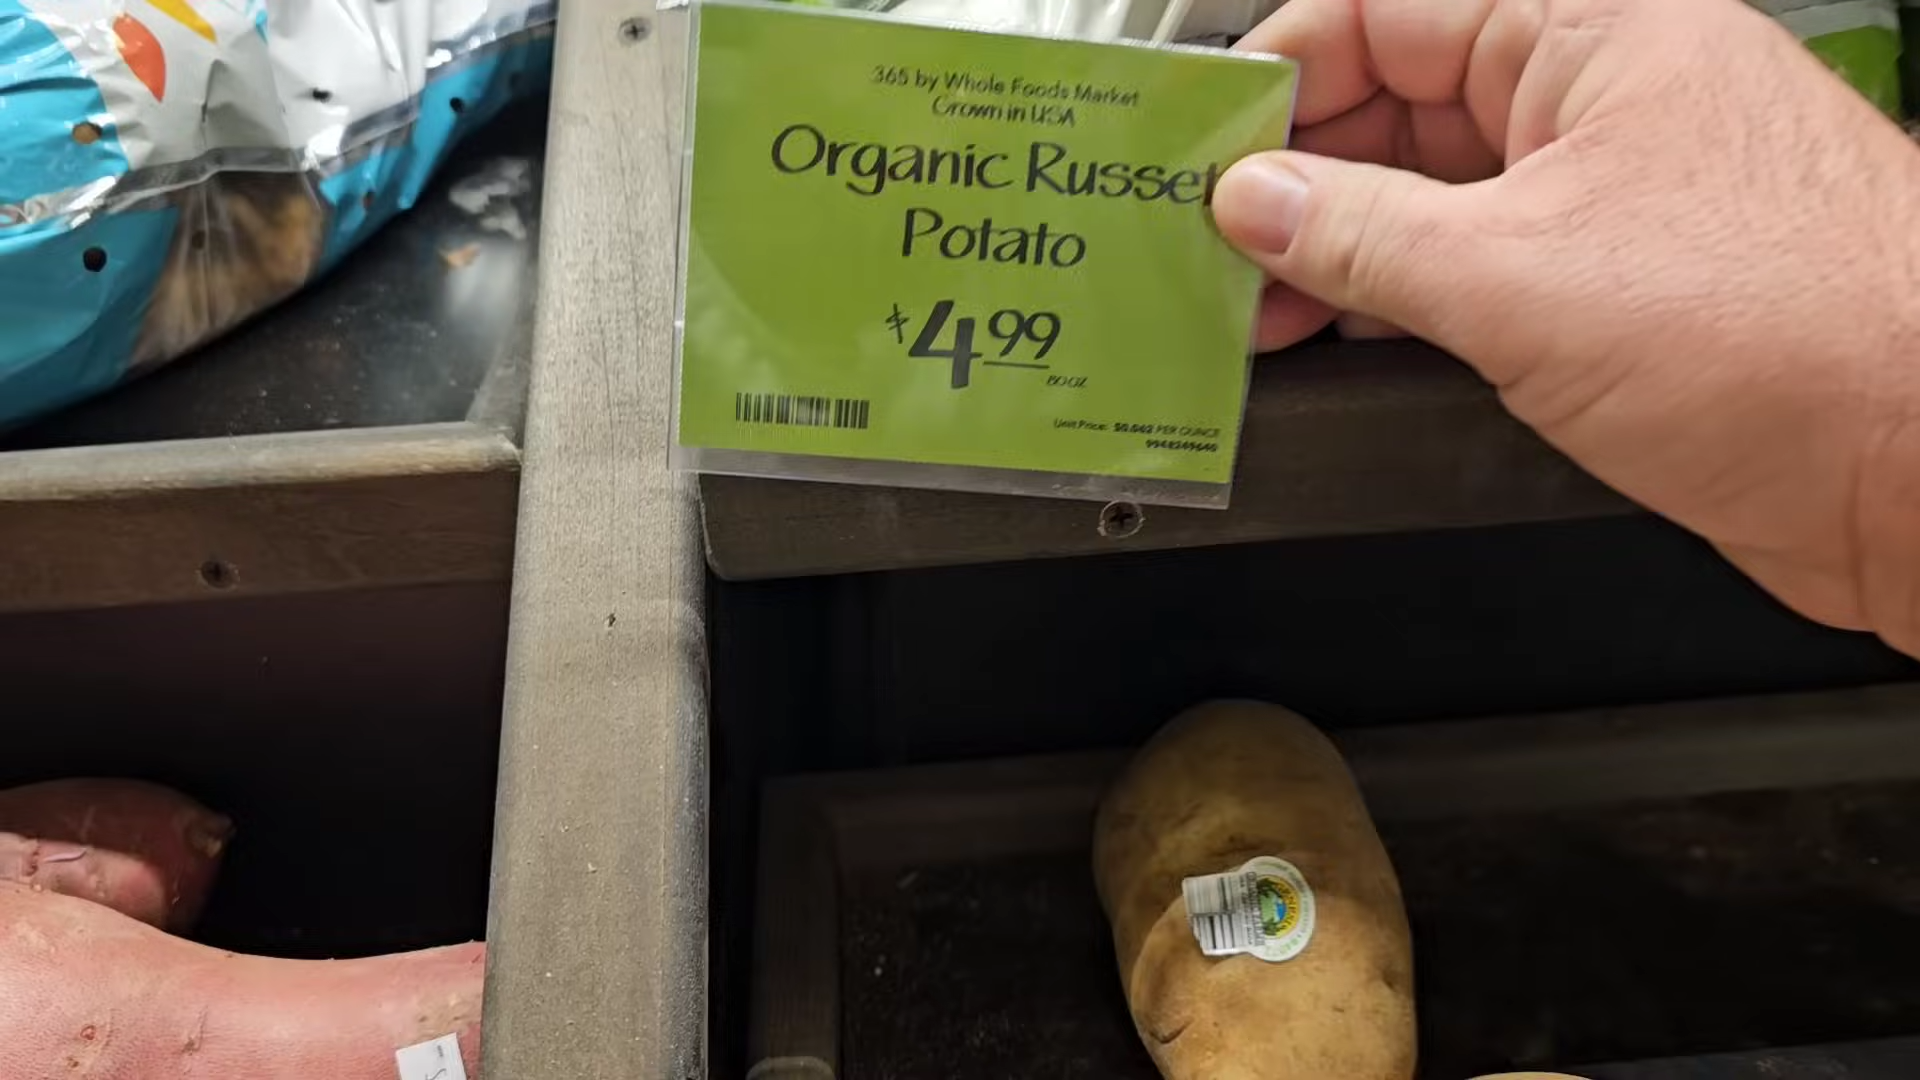 365 by Whole Foods Market
Grown in USA
Organic Russet
Potato
$4.99
80 OZ
Unit Price: $0.062 PER OUNCE